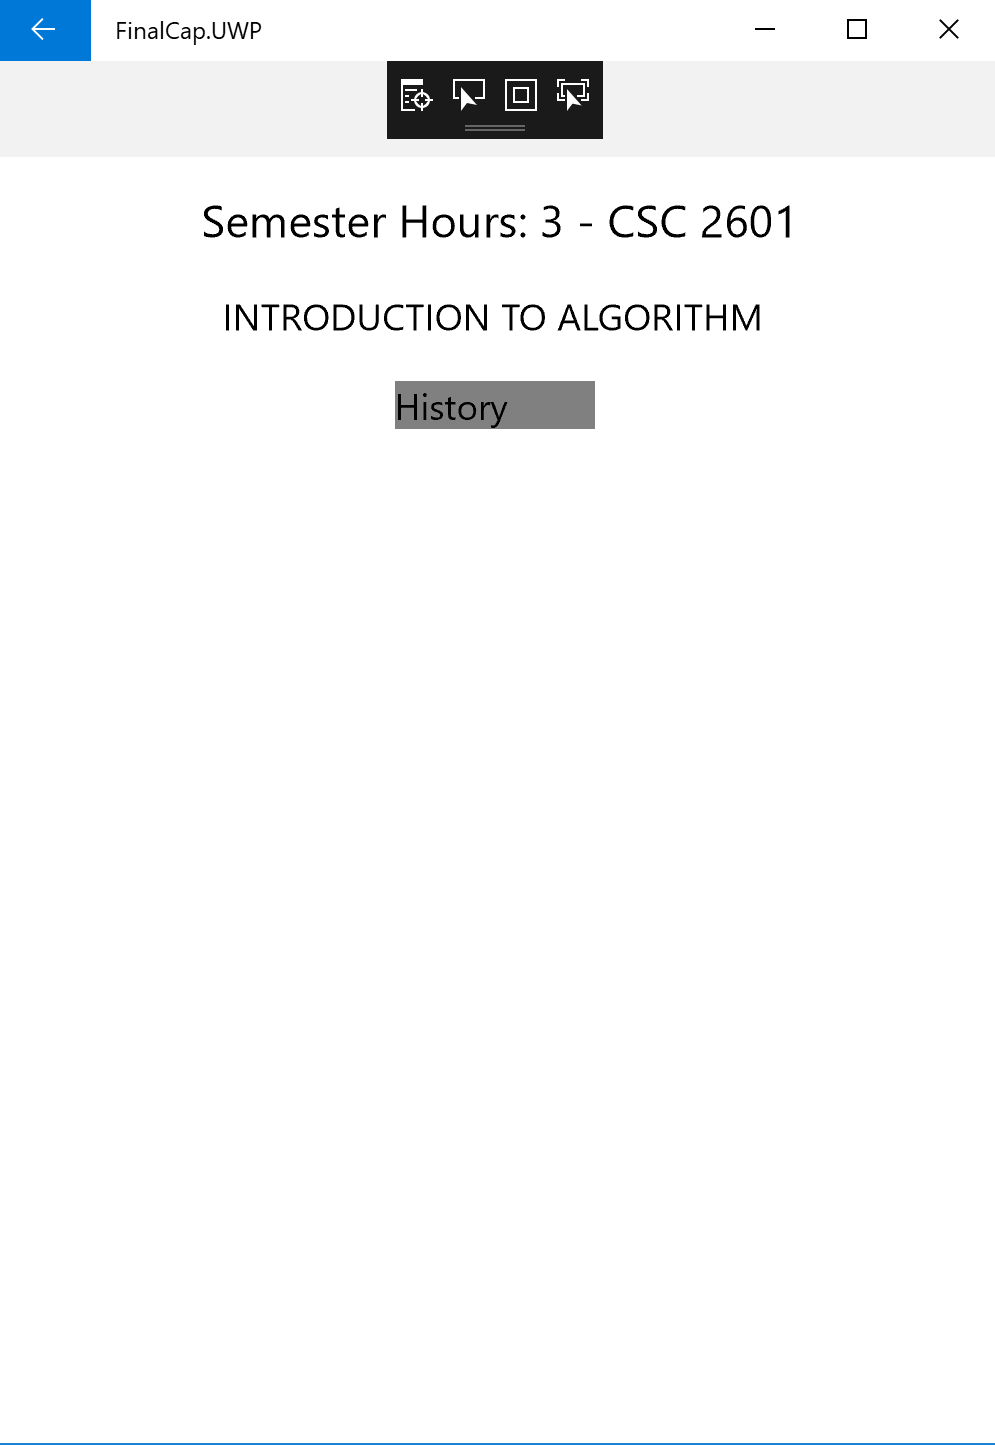 FinalCap.UWP
Semester Hours: 3 - CSC 2601
INTRODUCTION TO ALGORITHM
History